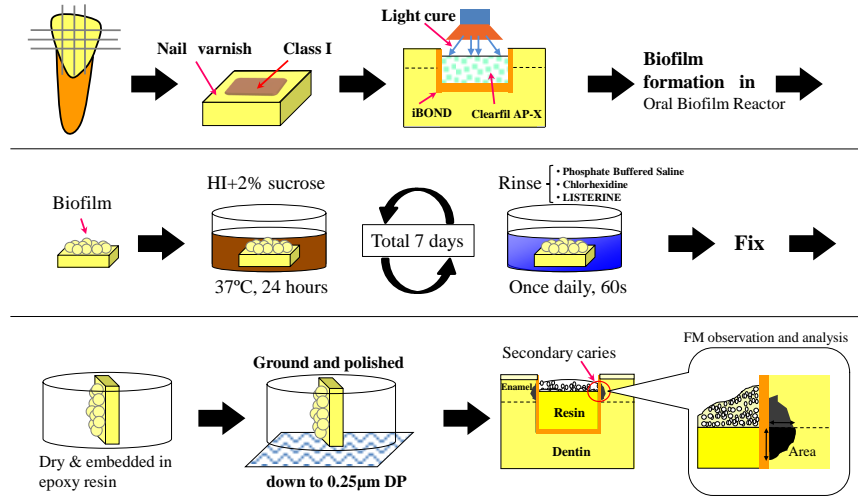 Nail varnish
Class I
Light cure
iBOND
Clearfil AP-X
Biofilm
formation in
Oral Biofilm Reactor
Biofilm
HI+2% sucrose
37ºC, 24 hours
Total 7 days
Rinse
• Phosphate Buffered Saline
• Chlorhexidine
• LISTERINE
Once daily, 60s
Fix
Dry & embedded in
epoxy resin
Ground and polished
down to 0.25μm DP
Secondary caries
Enamel
Resin
Dentin
FM observation and analysis
Area